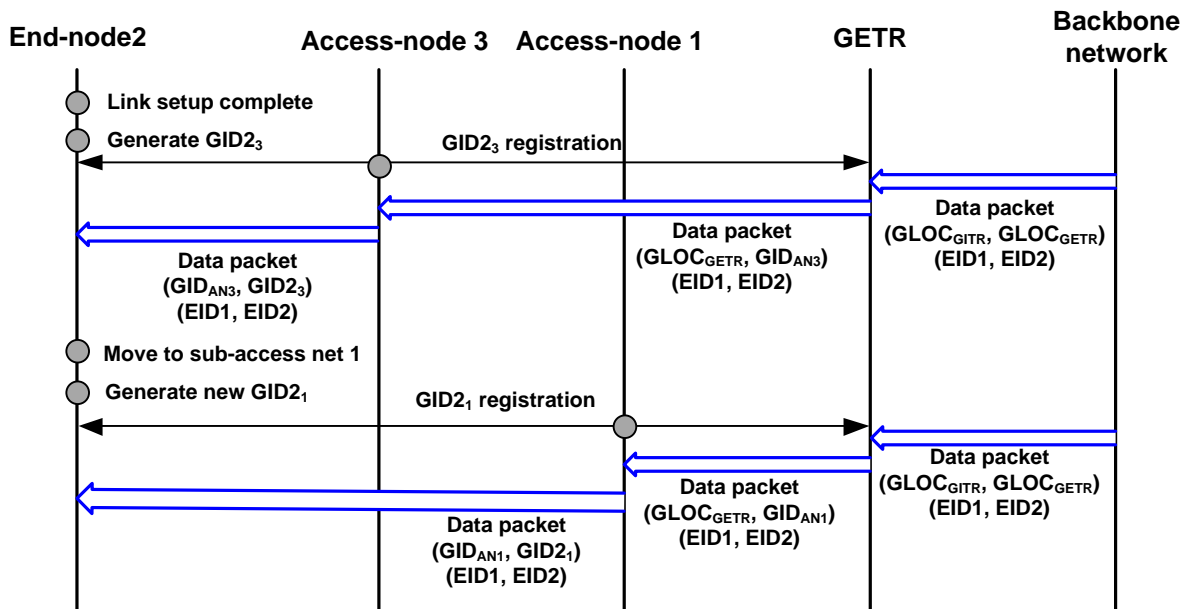 End-node2
Access-node 3
Access-node 1
GETR
Backbone
network
Link setup complete
Generate GID2₃
GID2₃ registration
Data packet
(GLOC_GITR, GLOC_GETR)
(EID1, EID2)
Data packet
(GLOC_GETR, GID_AN3)
(EID1, EID2)
Data packet
(GID_AN3, GID2₃)
(EID1, EID2)
Move to sub-access net 1
Generate new GID2₁
GID2₁ registration
Data packet
(GLOC_GITR, GLOC_GETR)
(EID1, EID2)
Data packet
(GLOC_GETR, GID_AN1)
(EID1, EID2)
Data packet
(GID_AN1, GID2₁)
(EID1, EID2)